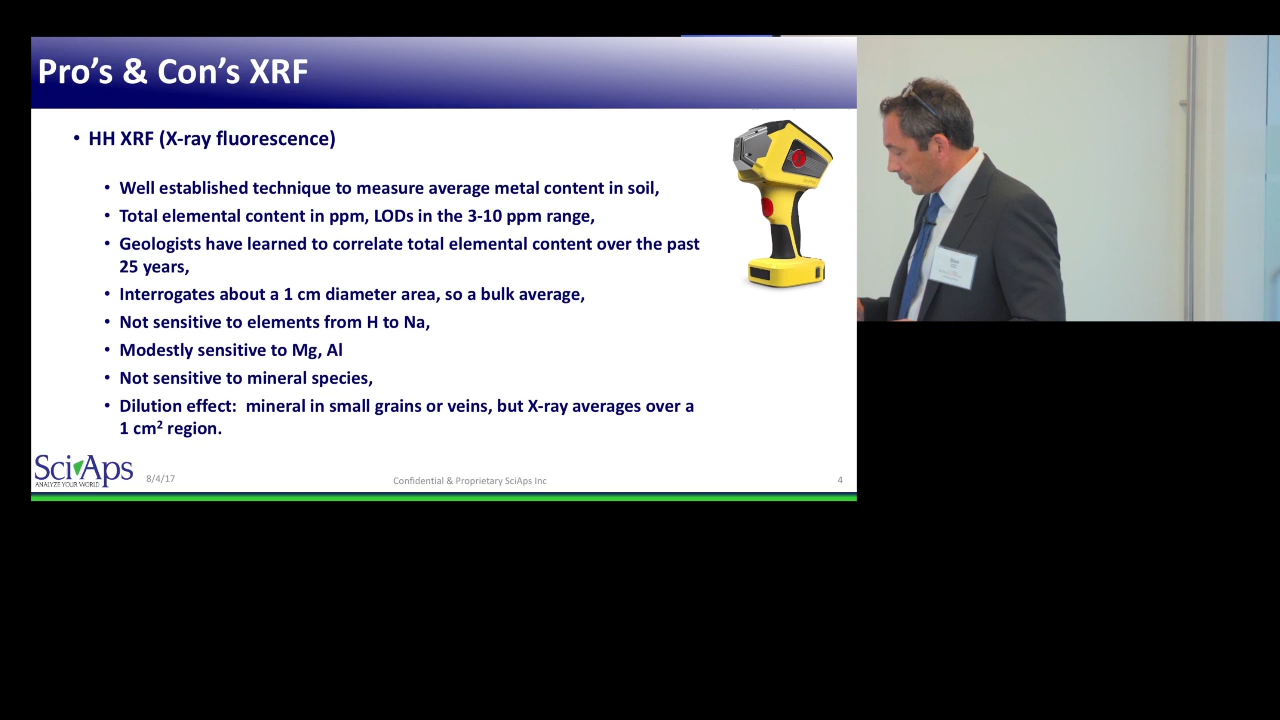 Pro's & Con's XRF
• HH XRF (X-ray fluorescence)
• Well established technique to measure average metal content in soil,
• Total elemental content in ppm, LODs in the 3-10 ppm range,
• Geologists have learned to correlate total elemental content over the past
25 years,
• Interrogates about a 1 cm diameter area, so a bulk average,
• Not sensitive to elements from H to Na,
• Modestly sensitive to Mg, Al
• Not sensitive to mineral species,
• Dilution effect:  mineral in small grains or veins, but X-ray averages over a
1 cm² region.
SciAps
ANALYZE YOUR WORLD
8/4/17
Confidential & Proprietary SciAps Inc
4